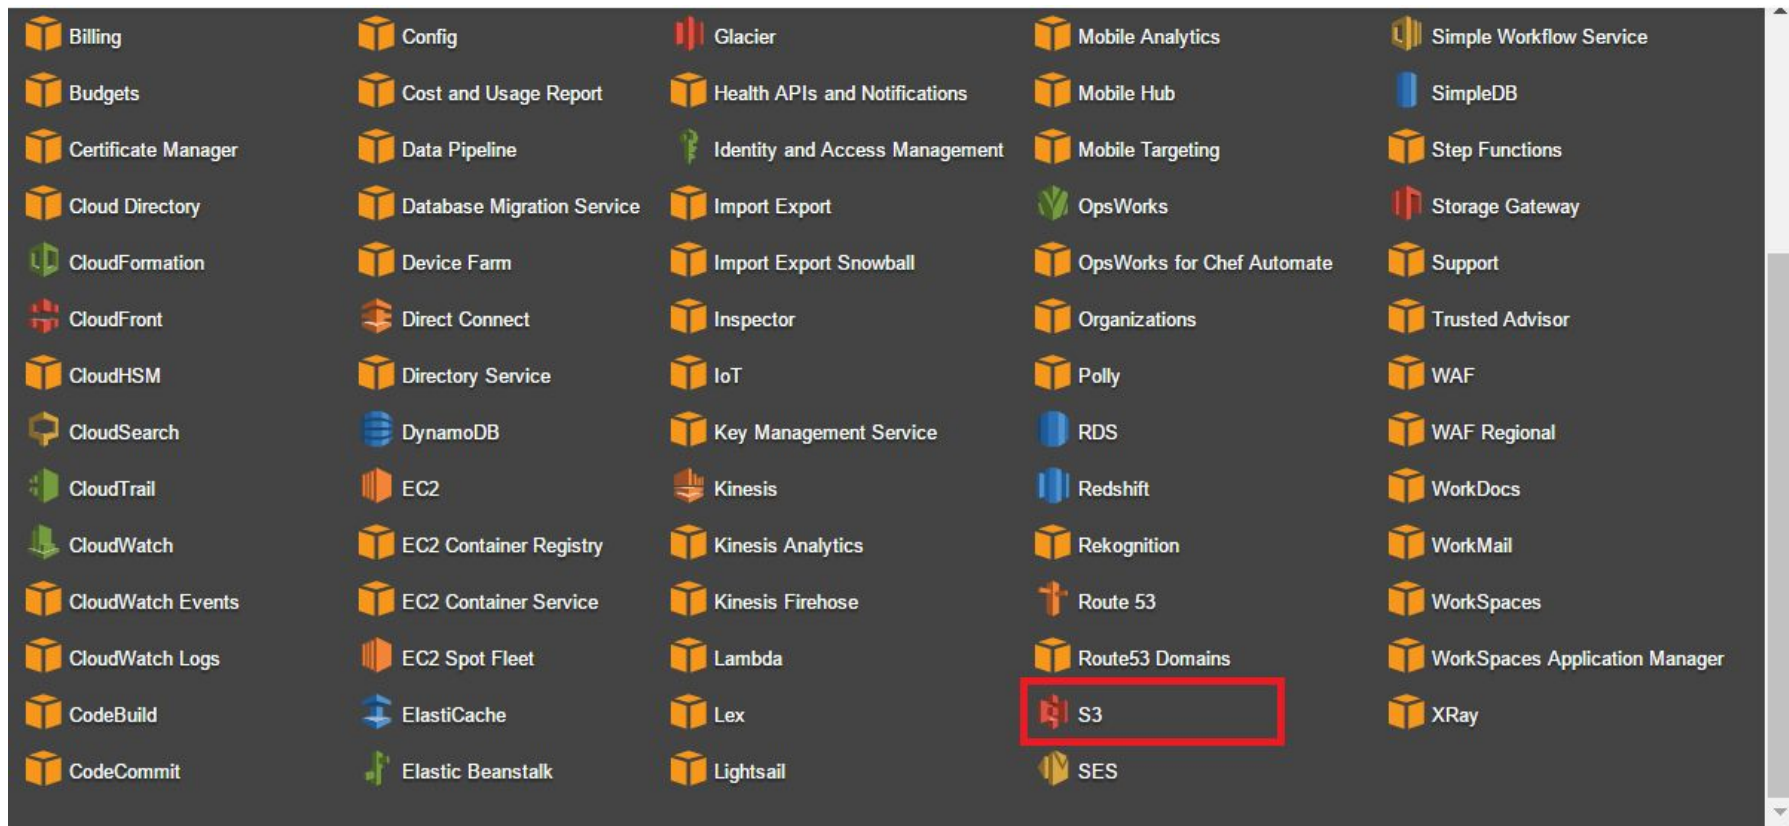 Billing
Budgets
Certificate Manager
Cloud Directory
CloudFormation
CloudFront
CloudHSM
CloudSearch
CloudTrail
CloudWatch
CloudWatch Events
CloudWatch Logs
CodeBuild
CodeCommit
Config
Cost and Usage Report
Data Pipeline
Database Migration Service
Device Farm
Direct Connect
Directory Service
DynamoDB
EC2
EC2 Container Registry
EC2 Container Service
EC2 Spot Fleet
ElastiCache
Elastic Beanstalk
Glacier
Health APIs and Notifications
Identity and Access Management
Import Export
Import Export Snowball
Inspector
IoT
Key Management Service
Kinesis
Kinesis Analytics
Kinesis Firehose
Lambda
Lex
Lightsail
Mobile Analytics
Mobile Hub
Mobile Targeting
OpsWorks
OpsWorks for Chef Automate
Organizations
Polly
RDS
Redshift
Rekognition
Route 53
Route53 Domains
S3
SES
Simple Workflow Service
SimpleDB
Step Functions
Storage Gateway
Support
Trusted Advisor
WAF
WAF Regional
WorkDocs
WorkMail
WorkSpaces
WorkSpaces Application Manager
XRay